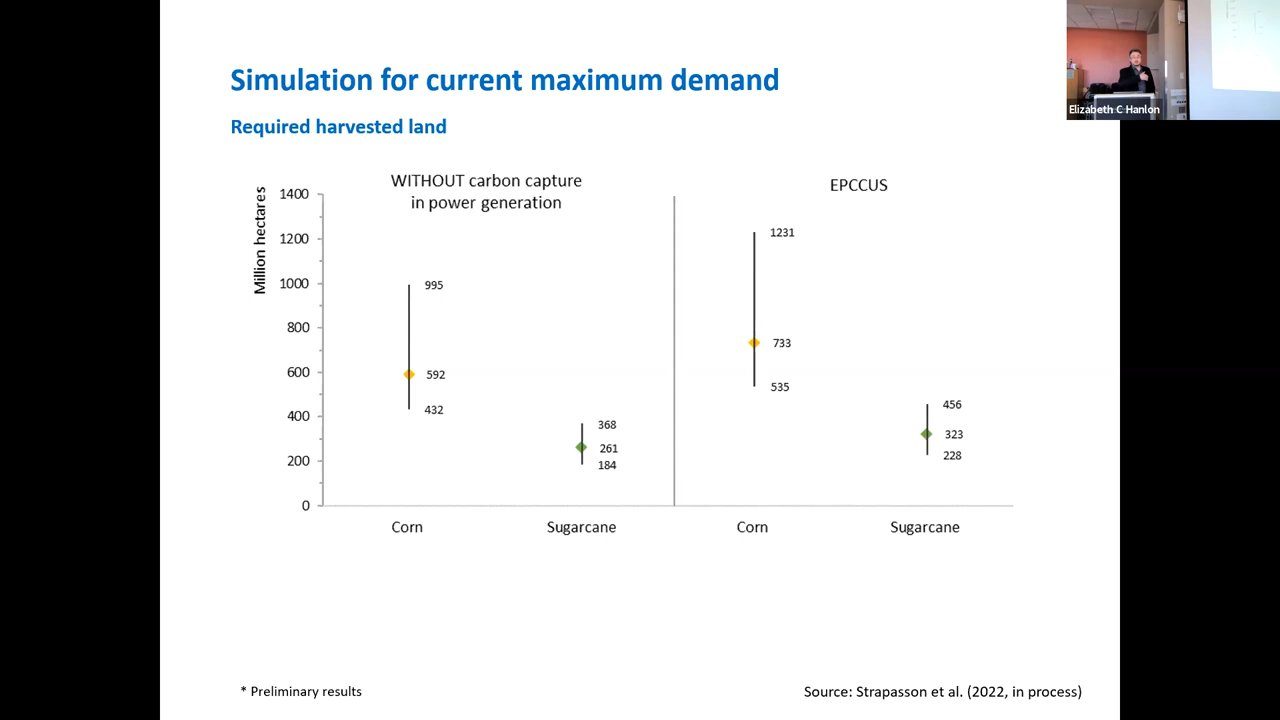 Simulation for current maximum demand
Required harvested land
WITHOUT carbon capture
in power generation
EPCCUS
Million hectares
1400
1200
1000
800
600
400
200
0
995
592
432
368
261
184
1231
733
535
456
323
228
Corn
Sugarcane
Corn
Sugarcane
* Preliminary results
Source: Strapasson et al. (2022, in process)
Elizabeth C Hanlon